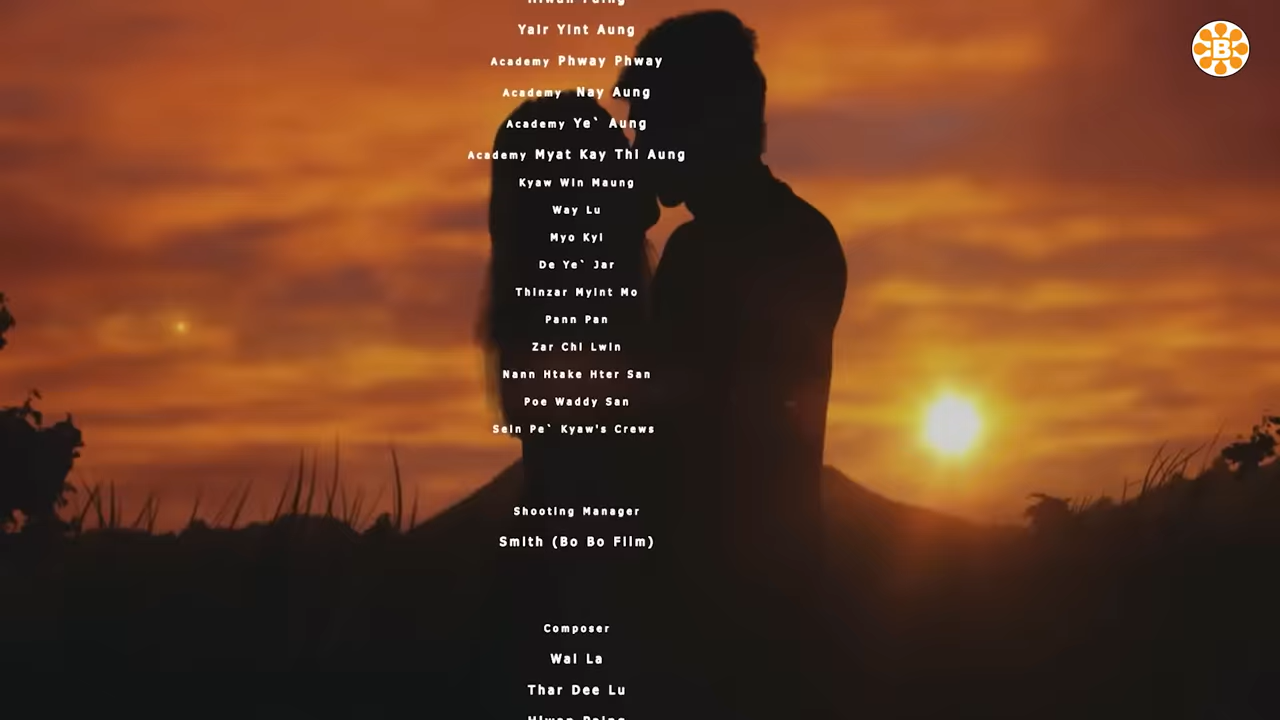 Yair Yint Aung
Academy Phway Phway
Academy Nay Aung
Academy Ye` Aung
Academy Myat Kay Thi Aung
Kyaw Win Maung
Way Lu
Myo Kyi
De Ye` Jar
Thinzar Myint Mo
Pann Pan
Zar Chi Lwin
Nann Htake Hter San
Poe Waddy San
Sein Pe` Kyaw's Crews
Shooting Manager
Smith (Bo Bo Film)
Composer
Wai La
Thar Dee Lu
B